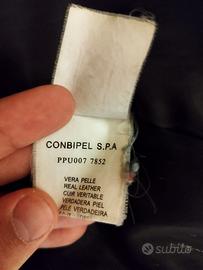 CONBIPEL S.P.A
PPU007 7852
VERA PELLE
REAL LEATHER
CUIR VERITABLE
VERDADERA PIEL
PELE VERDADEIRA
subito